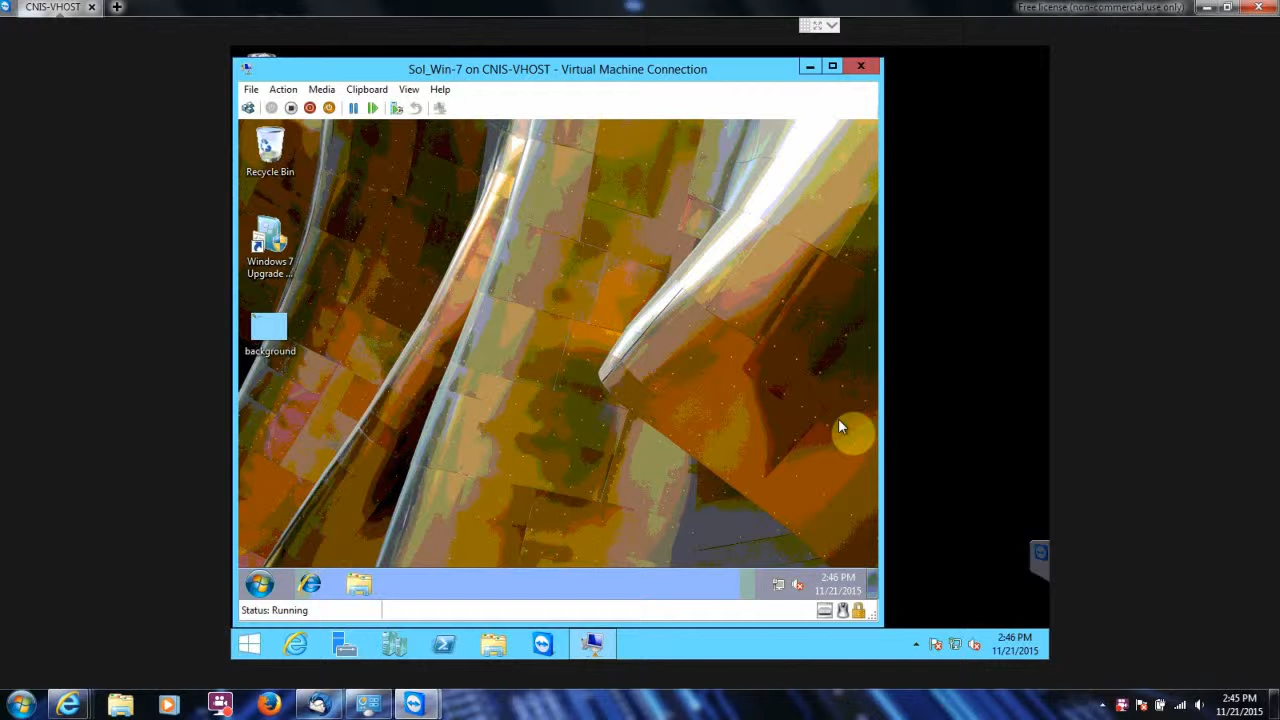 CNIS-VHOST
Free license (non-commercial use only)
Sol_Win-7 on CNIS-VHOST - Virtual Machine Connection
File Action Media Clipboard View Help
Recycle Bin
Windows 7
Upgrade ...
background
2:46 PM
11/21/2015
Status: Running
2:46 PM
11/21/2015
2:45 PM
11/21/2015